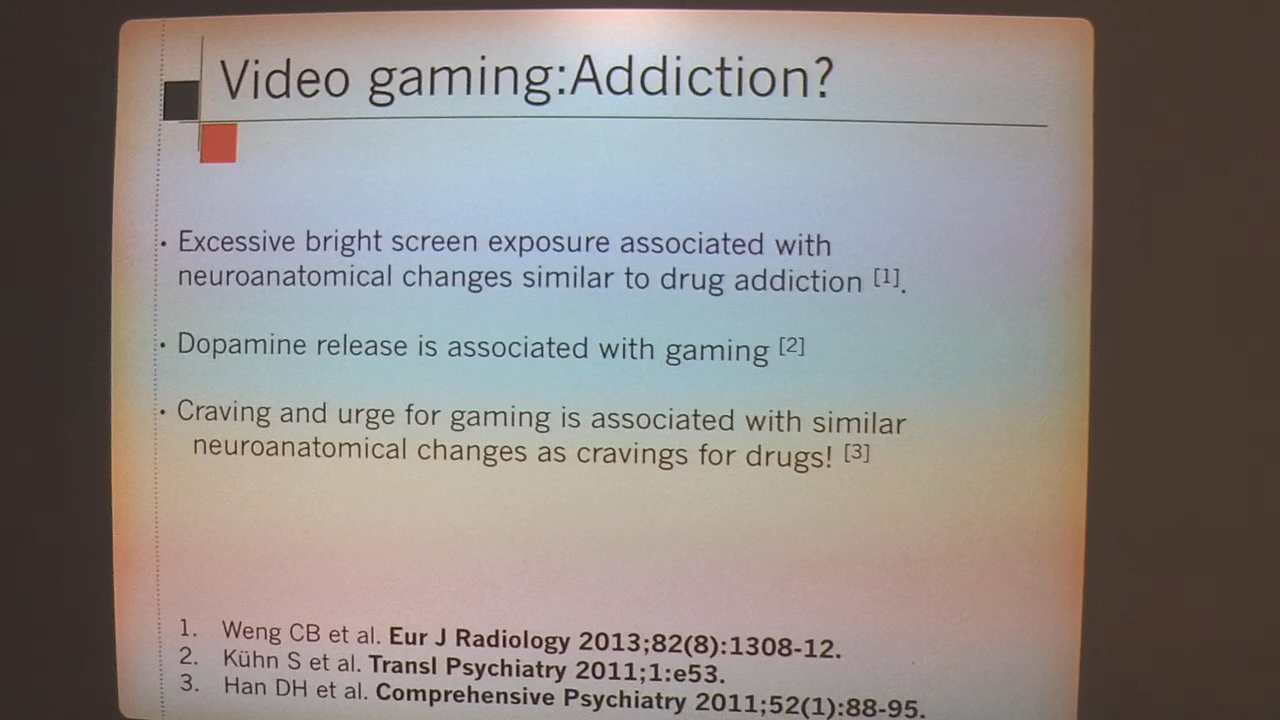 Video gaming:Addiction?
• Excessive bright screen exposure associated with
neuroanatomical changes similar to drug addiction [1].
• Dopamine release is associated with gaming [2]
• Craving and urge for gaming is associated with similar
neuroanatomical changes as cravings for drugs! [3]
1. Weng CB et al. Eur J Radiology 2013;82(8):1308-12.
2. Kühn S et al. Transl Psychiatry 2011;1:e53.
3. Han DH et al. Comprehensive Psychiatry 2011;52(1):88-95.